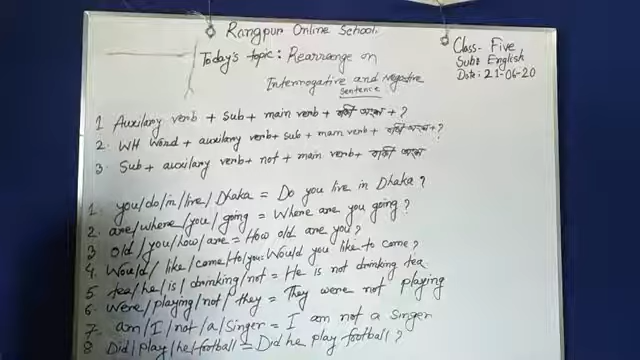 Rangpur Online School.
Today's topic: Rearrange on
Interrogative and Negative
sentence
Class- Five
Sub: English
Date: 21-06-20
1 Auxilary verb + sub + main verb + বাকী অংশ + ?
2. WH word + auxilary verb + sub + main verb + বাকী অংশ + ?
3. Sub + auxilary verb + not + main verb + বাকী অংশ
1. you/do/in/live/Dhaka = Do you live in Dhaka?
2. are/where/you/going = Where are you going?
3 old/you/how/are = How old are you?
4. Would/like/come/to/you= Would you like to come?
5 tea/he/is/drinking/not = He is not drinking tea
6. Were/playing/not/they = They were not playing
7- am/I/not/a/singer = I am not a singer
8 Did/play/he/football = Did he play football?